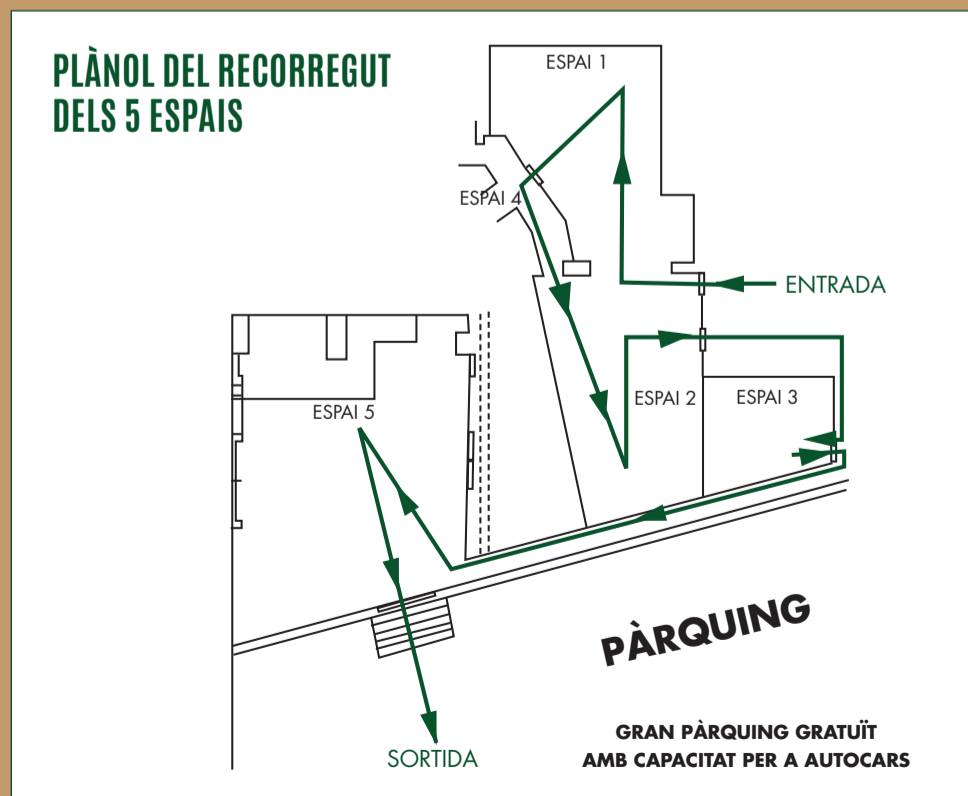 PLÀNOL DEL RECORREGUT
DELS 5 ESPAIS
ESPAI 1
ESPAI 4
ENTRADA
ESPAI 2
ESPAI 3
ESPAI 5
PÀRQUING
GRAN PÀRQUING GRATUÏT
AMB CAPACITAT PER A AUTOCARS
SORTIDA